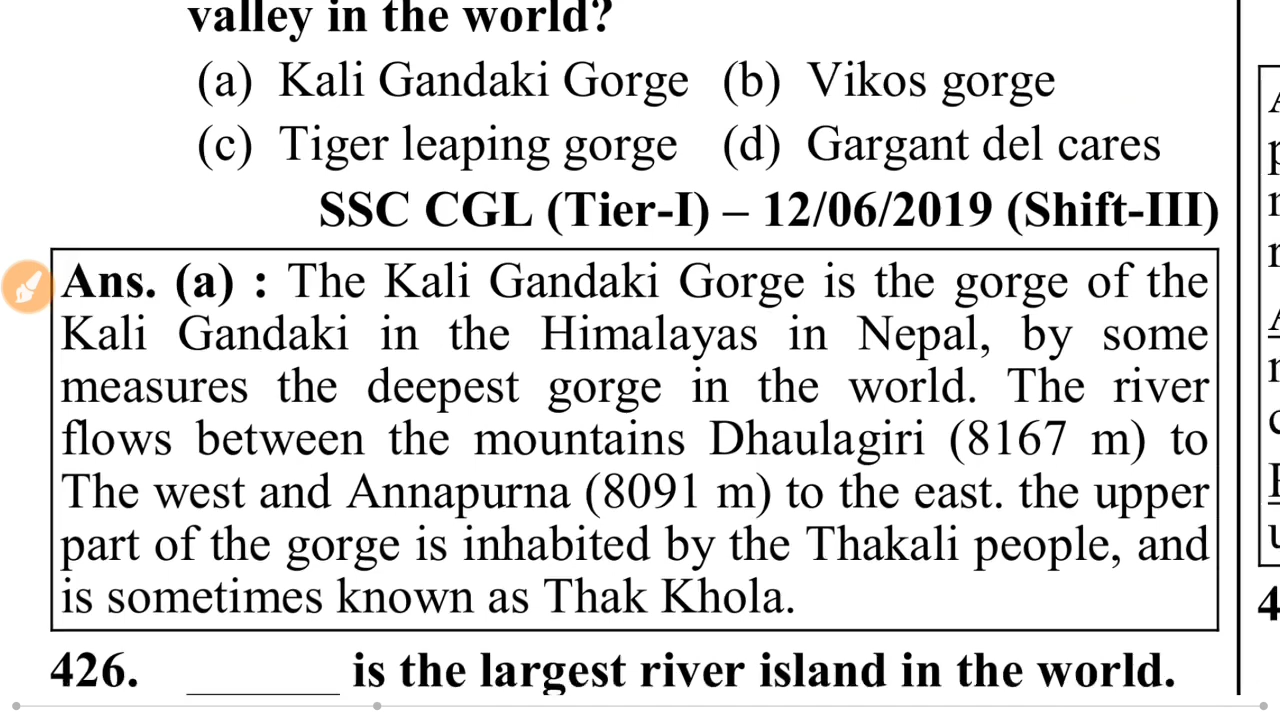 valley in the world?
(a) Kali Gandaki Gorge (b) Vikos gorge
(c) Tiger leaping gorge (d) Gargant del cares
SSC CGL (Tier-I) – 12/06/2019 (Shift-III)
Ans. (a) : The Kali Gandaki Gorge is the gorge of the
Kali Gandaki in the Himalayas in Nepal, by some
measures the deepest gorge in the world. The river
flows between the mountains Dhaulagiri (8167 m) to
The west and Annapurna (8091 m) to the east. the upper
part of the gorge is inhabited by the Thakali people, and
is sometimes known as Thak Khola.
426. ______ is the largest river island in the world.